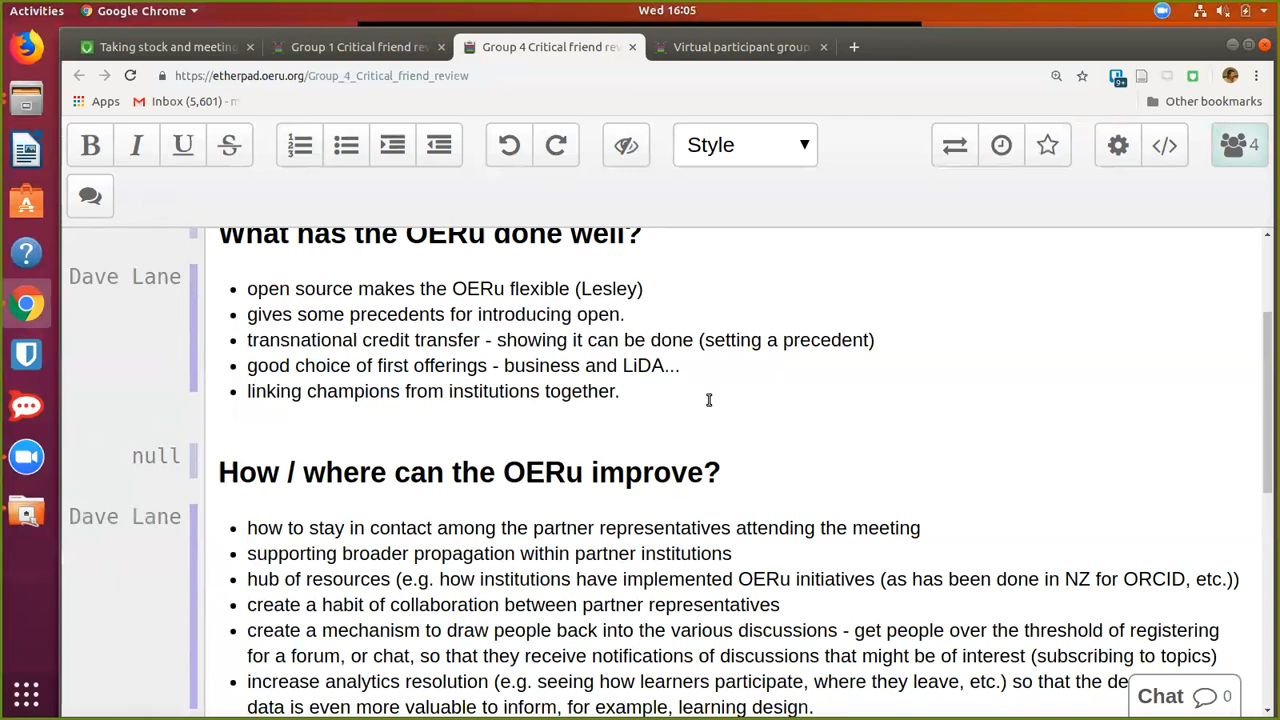 Activities
Google Chrome
Wed 16:05
Taking stock and meeting
Group 1 Critical friend re
Group 4 Critical friend re
Virtual participant group
https://etherpad.oeru.org/Group_4_Critical_friend_review
9+
Apps
Inbox (5,601) -
Other bookmarks
B I U S
Style
4
What has the OERu done well?
Dave Lane
• open source makes the OERu flexible (Lesley)
• gives some precedents for introducing open.
• transnational credit transfer - showing it can be done (setting a precedent)
• good choice of first offerings - business and LiDA...
• linking champions from institutions together.
null
How / where can the OERu improve?
Dave Lane
• how to stay in contact among the partner representatives attending the meeting
• supporting broader propagation within partner institutions
• hub of resources (e.g. how institutions have implemented OERu initiatives (as has been done in NZ for ORCID, etc.))
• create a habit of collaboration between partner representatives
• create a mechanism to draw people back into the various discussions - get people over the threshold of registering
for a forum, or chat, so that they receive notifications of discussions that might be of interest (subscribing to topics)
• increase analytics resolution (e.g. seeing how learners participate, where they leave, etc.) so that the de
data is even more valuable to inform, for example, learning design.
Chat 0